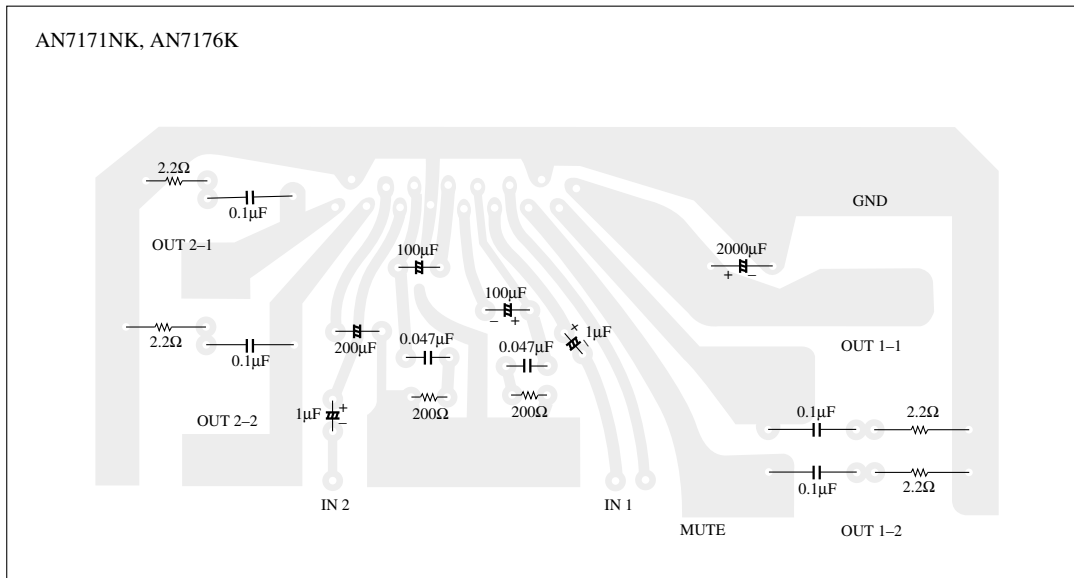 AN7171NK, AN7176K
2.2Ω
0.1µF
OUT 2–1
GND
100µF
2000µF
+ –
100µF
– +
2.2Ω
0.1µF
200µF
0.047µF
0.047µF
+
1µF
–
OUT 1–1
OUT 2–2
1µF
+
–
200Ω
200Ω
0.1µF
2.2Ω
0.1µF
2.2Ω
IN 2
IN 1
MUTE
OUT 1–2